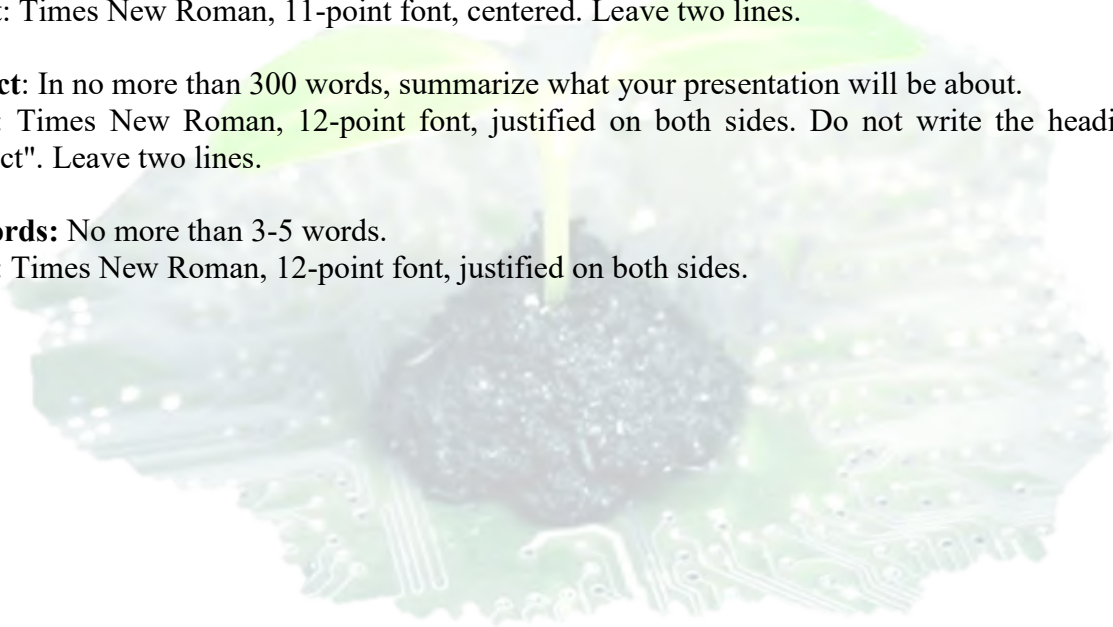 : Times New Roman, 11-point font, centered. Leave two lines.
ct: In no more than 300 words, summarize what your presentation will be about.
: Times New Roman, 12-point font, justified on both sides. Do not write the headi
ct". Leave two lines.
ords: No more than 3-5 words.
: Times New Roman, 12-point font, justified on both sides.